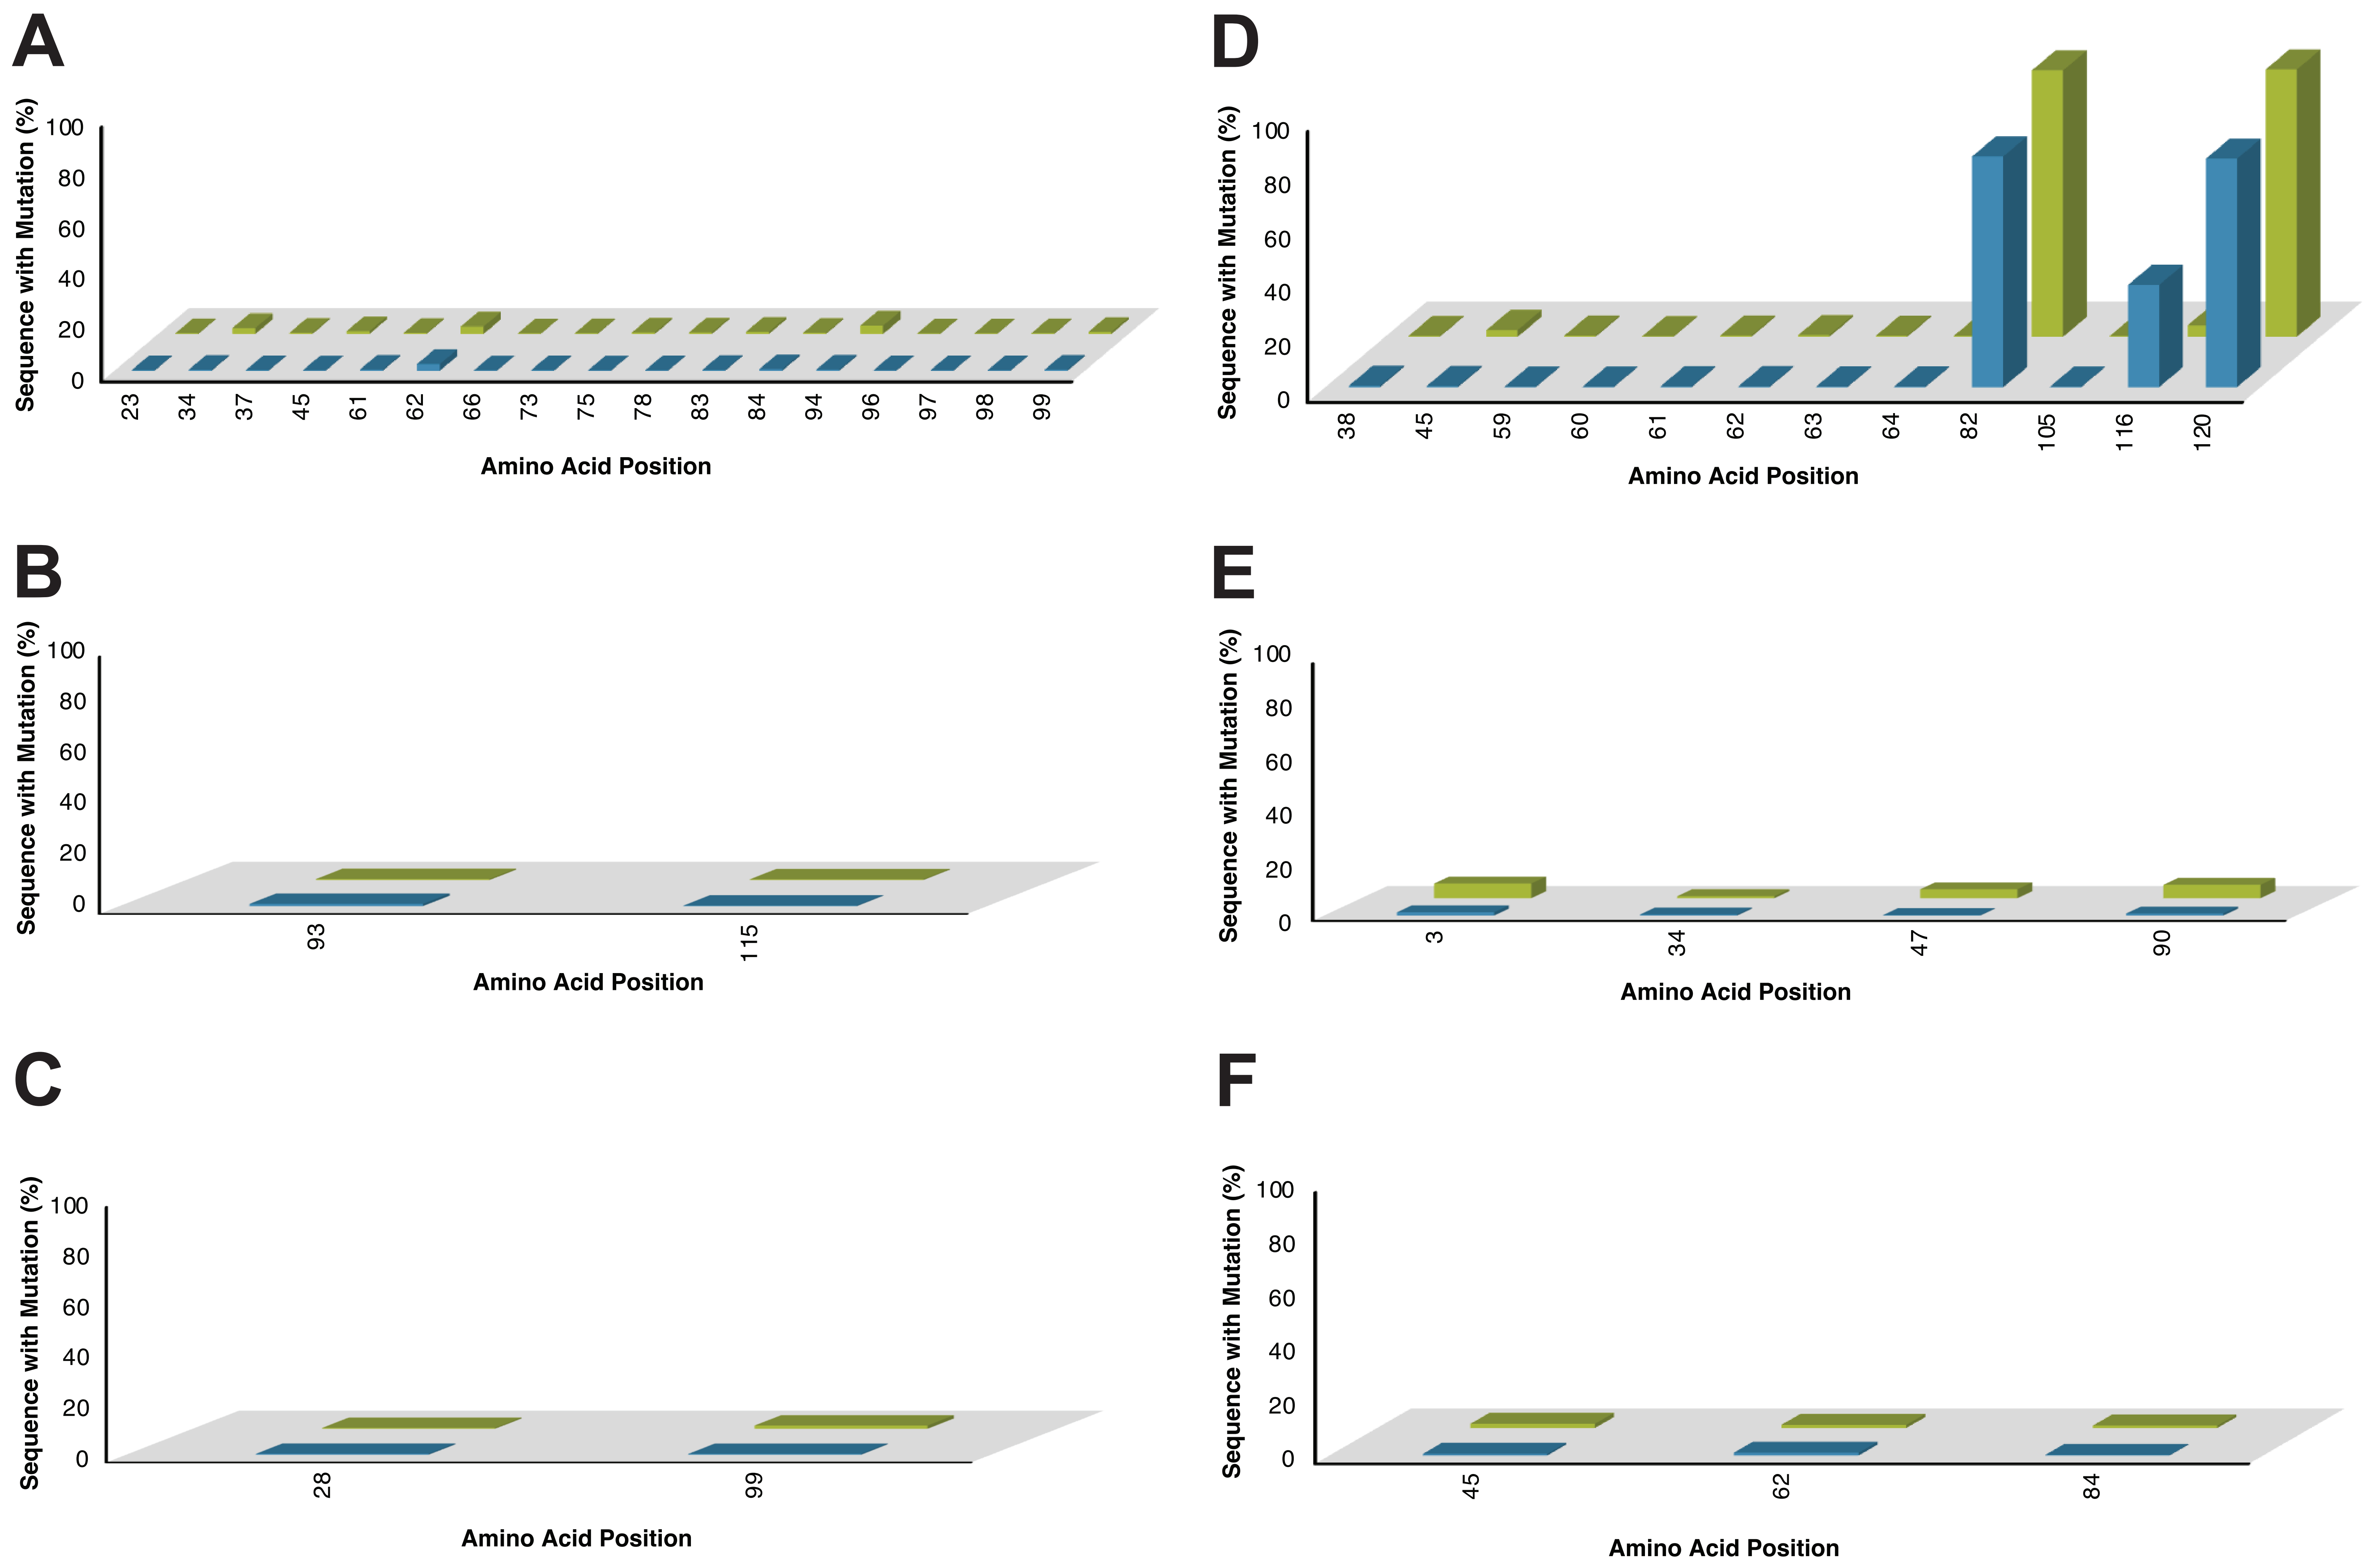 A
Sequence with Mutation (%)
100
80
60
40
20
0
23 34 37 45 61 62 66 73 75 78 83 84 94 96 97 98 99
Amino Acid Position
D
Sequence with Mutation (%)
100
80
60
40
20
0
38 45 59 60 61 62 63 64 82 105 116 120
Amino Acid Position
B
Sequence with Mutation (%)
100
80
60
40
20
0
93 115
Amino Acid Position
E
Sequence with Mutation (%)
100
80
60
40
20
0
3 34 47 90
Amino Acid Position
C
Sequence with Mutation (%)
100
80
60
40
20
0
28 99
Amino Acid Position
F
Sequence with Mutation (%)
100
80
60
40
20
0
45 62 84
Amino Acid Position